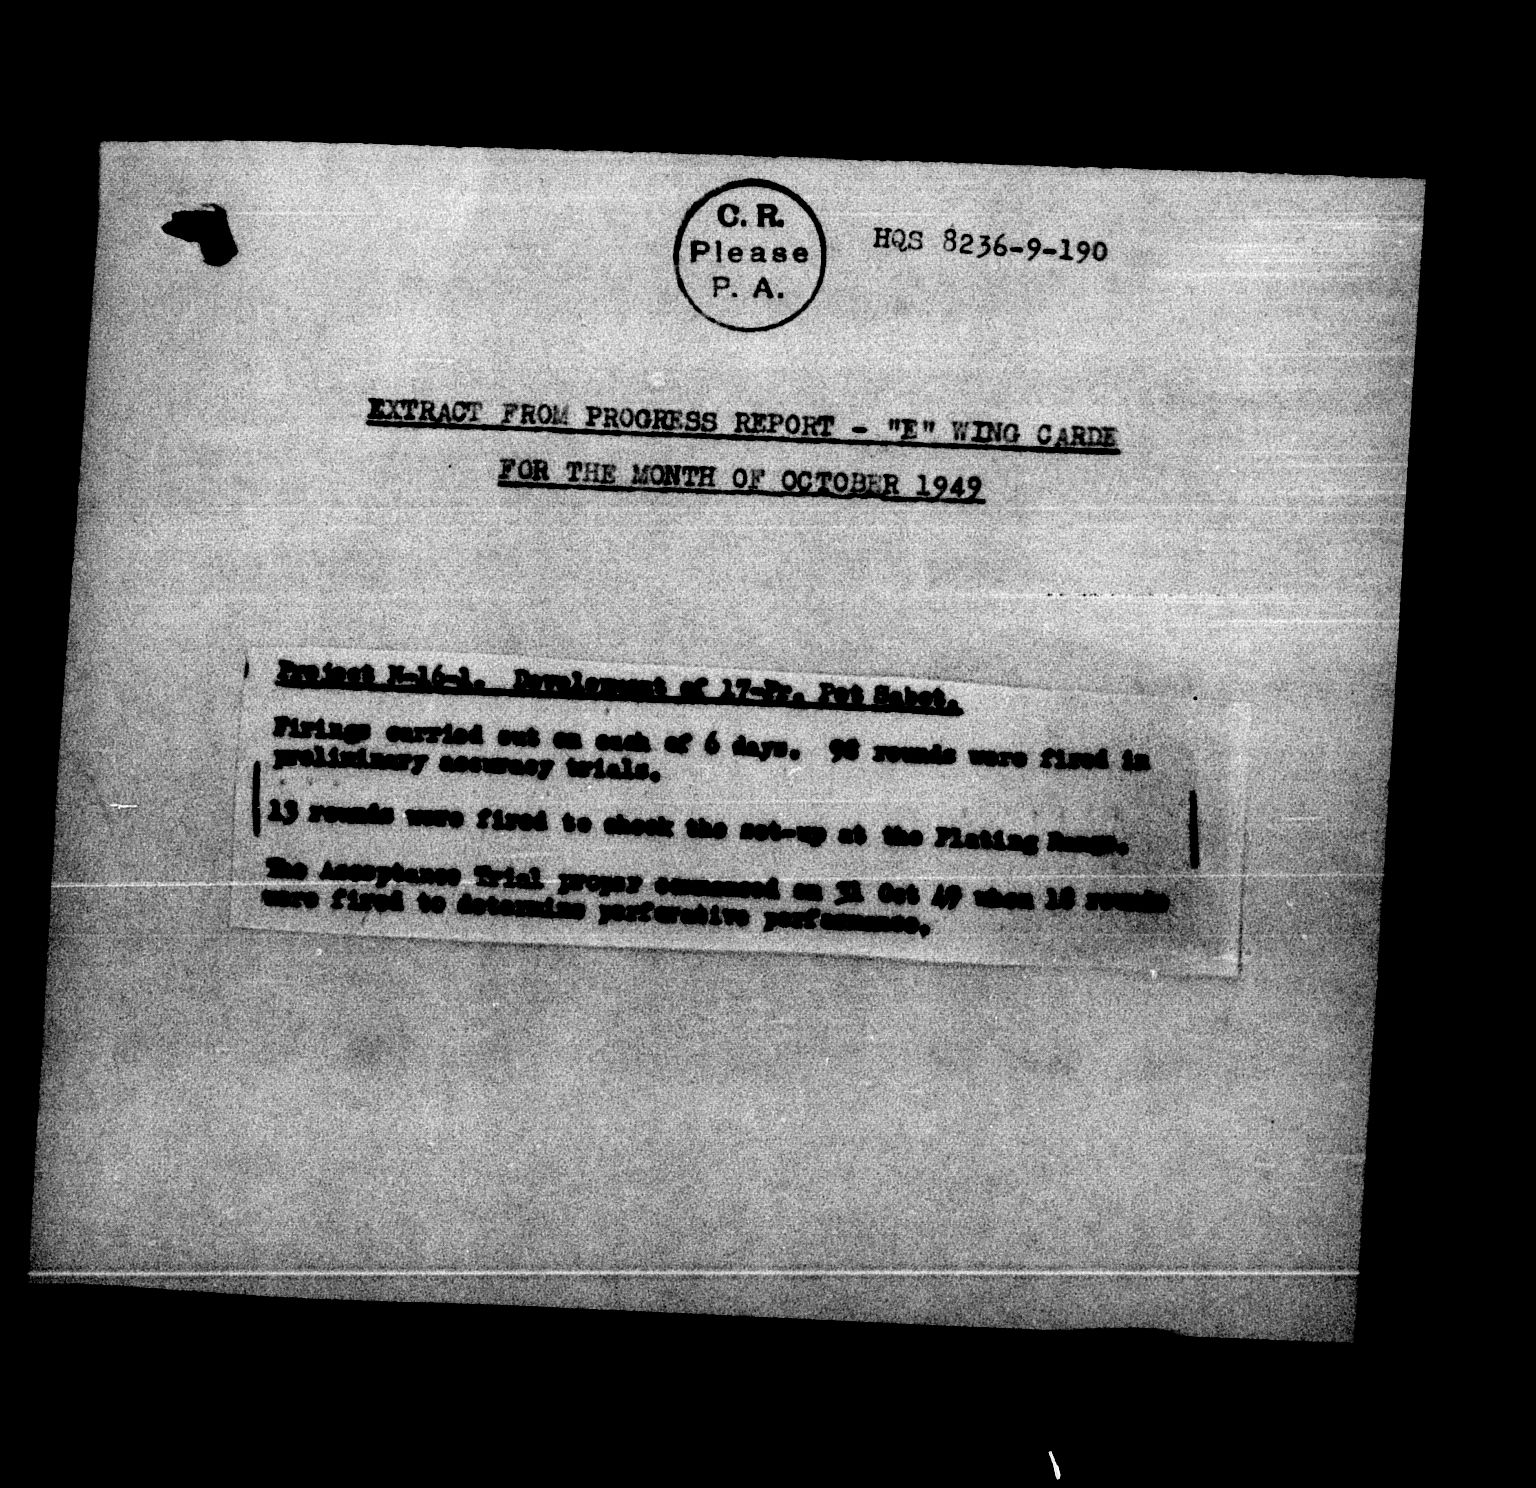 C. R.
Please
P. A.
HQS 8236-9-190
EXTRACT FROM PROGRESS REPORT - "E" WING CARDE
FOR THE MONTH OF OCTOBER 1949
Project M-16-1. Development of 17-Pr. Pot Sabot.
Firings carried out on each of 6 days. 98 rounds were fired in
preliminary accuracy trials.
13 rounds were fired to check the set-up at the Plating Range.
The Acceptance Trial proper commenced on 31 Oct 49 when 18 rounds
were fired to determine perforative performance.